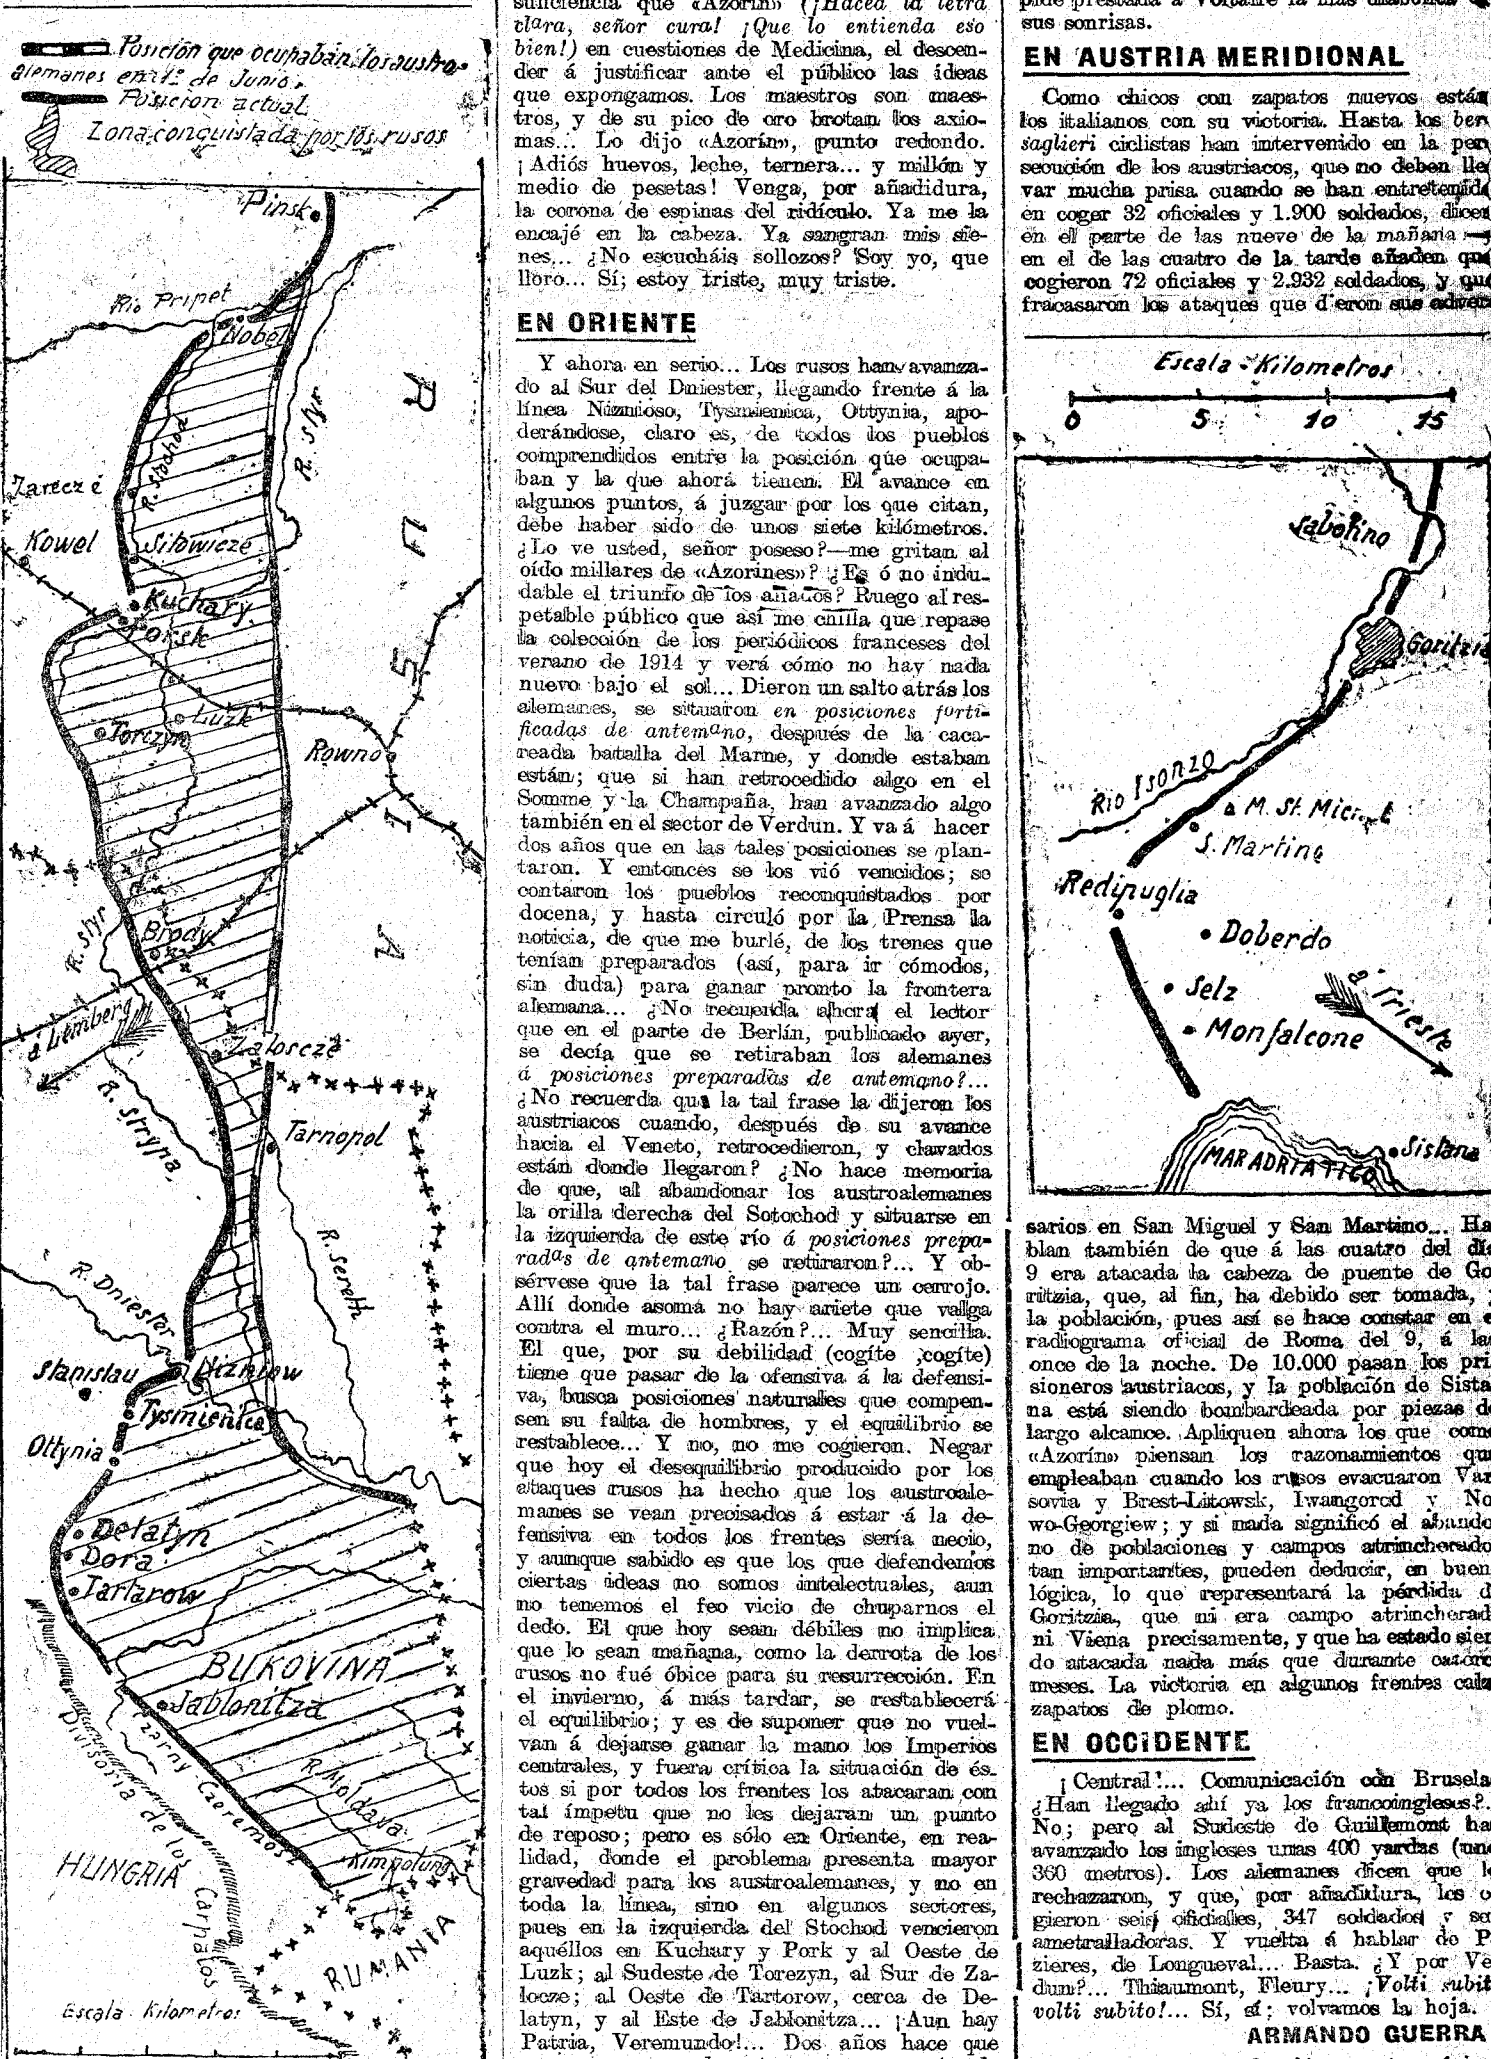 Posición que ocupaban los austro-
alemanes en 1º de Junio.
Posición actual
Zona conquistada por los rusos
Pinsk
Rio Pripet
Nobel
R. Styr
R. Stochod
R
U
S
I
A
Zareczé
Kowel
Sitowicze
Kuchary
Torsk
Luzk
Torczyn
Rowno
R. Styr
Brody
á Lemberg
Zaloscze
R. Strypa
Tarnopol
R. Sereth
R. Dniester
Stanislau
Nizniow
Tysmienica
Ottynia
Delatyn
Dora
Tartarow
BUKOVINA
Jablonitza
Czarny Czeremosz
Divisoria de los Cárpatos
R. Moldava
Kimpolung
HUNGRIA
RUMANIA
Escala Kilometros
suficiencia que «Azorín» (¡Hacea la letra
clara, señor cura! ¡Que lo entienda eso
bien!) en cuestiones de Medicina, el descen-
der á justificar ante el público las ideas
que expongamos. Los maestros son maes-
tros, y de su pico de oro brotan los axio-
mas... Lo dijo «Azorín», punto redondo.
¡Adiós huevos, leche, ternera... y millón y
medio de pesetas! Venga, por añadidura,
la corona de espinas del ridículo. Ya me la
encajé en la cabeza. Ya sangran mis sie-
nes... ¿No escucháis sollozos? Soy yo, que
lloro... Sí; estoy triste, muy triste.
EN ORIENTE
Y ahora en serio... Los rusos han avanza-
do al Sur del Dniester, llegando frente á la
línea Niznioso, Tysmienica, Ottynia, apo-
derándose, claro es, de todos los pueblos
comprendidos entre la posición que ocupa-
ban y la que ahora tienen. El avance en
algunos puntos, á juzgar por los que citan,
debe haber sido de unos siete kilómetros.
¿Lo ve usted, señor poseso?—me gritan al
oído millares de «Azorines»? ¿Es ó no indu-
dable el triunfo de los aliados? Ruego al res-
petable público que así me chilla que repase
la colección de los periódicos franceses del
verano de 1914 y verá cómo no hay nada
nuevo bajo el sol... Dieron un salto atrás los
alemanes, se situaron en posiciones forti-
ficadas de antemano, después de la caca-
reada batalla del Marne, y donde estaban
están; que si han retrocedido algo en el
Somme y la Champaña, han avanzado algo
también en el sector de Verdun. Y va á hacer
dos años que en las tales posiciones se plan-
taron. Y entonces se los vió vencidos; se
contaron los pueblos reconquistados por
docena, y hasta circuló por la Prensa la
noticia, de que me burlé, de los trenes que
tenían preparados (así, para ir cómodos,
sin duda) para ganar pronto la frontera
alemana... ¿No recuerda ahora el lector
que en el parte de Berlín, publicado ayer,
se decía que se retiraban los alemanes
á posiciones preparadas de antemano?...
¿No recuerda que la tal frase la dijeron los
austriacos cuando, después de su avance
hacia el Veneto, retrocedieron, y clavados
están donde llegaron? ¿No hace memoria
de que, al abandonar los austroalemanes
la orilla derecha del Sotochod y situarse en
la izquierda de este río á posiciones prepa-
radas de antemano se retiraron?... Y ob-
sérvese que la tal frase parece un cerrojo.
Allí donde asoma no hay ariete que valga
contra el muro... ¿Razón?... Muy sencilla.
El que, por su debilidad (cogíte ,cogíte)
tiene que pasar de la ofensiva á la defensi-
va, busca posiciones naturales que compen-
sen su falta de hombres, y el equilibrio se
restablece... Y no, no me cogieron. Negar
que hoy el desequilibrio producido por los
ataques rusos ha hecho que los austroale-
manes se vean precisados á estar á la de-
fensiva en todos los frentes sería necio,
y aunque sabido es que los que defendemos
ciertas ideas no somos intelectuales, aun
no tenemos el feo vicio de chuparnos el
dedo. El que hoy sean débiles no implica
que lo sean mañana, como la derrota de los
rusos no fué óbice para su resurrección. En
el invierno, á más tardar, se restablecerá
el equilibrio; y es de suponer que no vuel-
van á dejarse ganar la mano los Imperios
centrales, y fuera crítica la situación de és-
tos si por todos los frentes los atacaran con
tal ímpetu que no les dejaran un punto
de reposo; pero es sólo en Oriente, en rea-
lidad, donde el problema presenta mayor
gravedad para los austroalemanes, y no en
toda la línea, sino en algunos sectores,
pues en la izquierda del Stochod vencieron
aquéllos en Kuchary y Pork y al Oeste de
Luzk; al Sudeste de Torezyn, al Sur de Za-
locze; al Oeste de Tartorow, cerca de De-
latyn, y al Este de Jablonitza... ¡Aun hay
Patria, Veremundo!... Dos años hace que
sus sonrisas.
EN AUSTRIA MERIDIONAL
Como chicos con zapatos nuevos están
los italianos con su victoria. Hasta los ber
saglieri ciclistas han intervenido en la per
secución de los austriacos, que no deben lle
var mucha prisa cuando se han entretenido
en coger 32 oficiales y 1.900 soldados, dicen
en el parte de las nueve de la mañana y
en el de las cuatro de la tarde añaden que
cogieron 72 oficiales y 2.932 soldados, y que
fracasaron los ataques que dieron sus adver
Escala - Kilometros
0 5 10 15
Sabotino
Goritzia
Rio Isonzo
M. St. Michel
S. Martino
Redipuglia
Doberdo
Selz
á Trieste
Monfalcone
MAR ADRIATICO
Sistana
sarios en San Miguel y San Martino... Ha
blan también de que á las cuatro del día
9 era atacada la cabeza de puente de Go
ritzia, que, al fin, ha debido ser tomada,
la población, pues así se hace constar en e
radiograma oficial de Roma del 9, á la
once de la noche. De 10.000 pasan los pri
sioneros austriacos, y la población de Sista
na está siendo bombardeada por piezas de
largo alcance. Apliquen ahora los que como
«Azorín» piensan los razonamientos que
empleaban cuando los rusos evacuaron Var
sovia y Brest-Litowsk, Iwangorod y No
wo-Georgiew; y si nada significó el abando
no de poblaciones y campos atrincherado
tan importantes, pueden deducir, en buen
lógica, lo que representará la pérdida d
Goritzia, que ni era campo atrincherad
ni Viena precisamente, y que ha estado sien
do atacada nada más que durante catorc
meses. La victoria en algunos frentes calz
zapatos de plomo.
EN OCCIDENTE
¡Central!... Comunicación con Brusela
¿Han llegado ahí ya los francoingleses?.
No; pero al Sudeste de Guillemont ha
avanzado los ingleses unas 400 yardas (uno
360 metros). Los alemanes dicen que l
rechazaron, y que, por añadidura, les c
gieron seis oficiales, 347 soldados y se
ametralladoras. Y vuelta á hablar de P
zieres, de Longueval... Basta. ¿Y por Ve
dun?... Thiaumont, Fleury... ¡Volti subit
volti subito!... Sí, sí; volvamos la hoja.
ARMANDO GUERRA